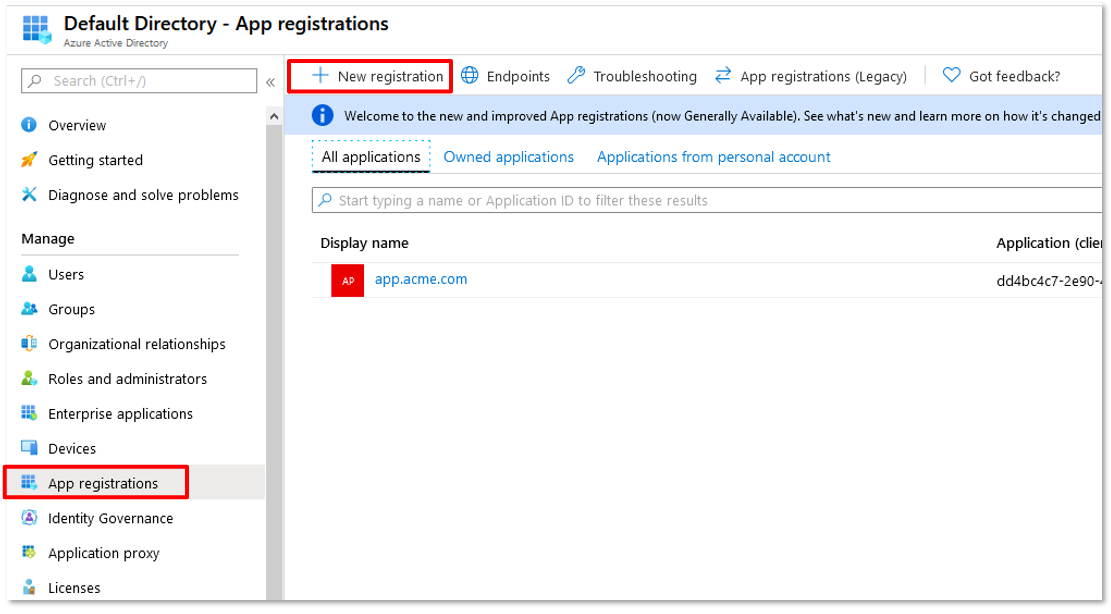 Default Directory - App registrations
Azure Active Directory
Search (Ctrl+/)
«
New registration
Endpoints
Troubleshooting
App registrations (Legacy)
Got feedback?
Welcome to the new and improved App registrations (now Generally Available). See what's new and learn more on how it's changed
Overview
Getting started
Diagnose and solve problems
Manage
Users
Groups
Organizational relationships
Roles and administrators
Enterprise applications
Devices
App registrations
Identity Governance
Application proxy
Licenses
All applications
Owned applications
Applications from personal account
Start typing a name or Application ID to filter these results
Display name
Application (clie
AP
app.acme.com
dd4bc4c7-2e90-